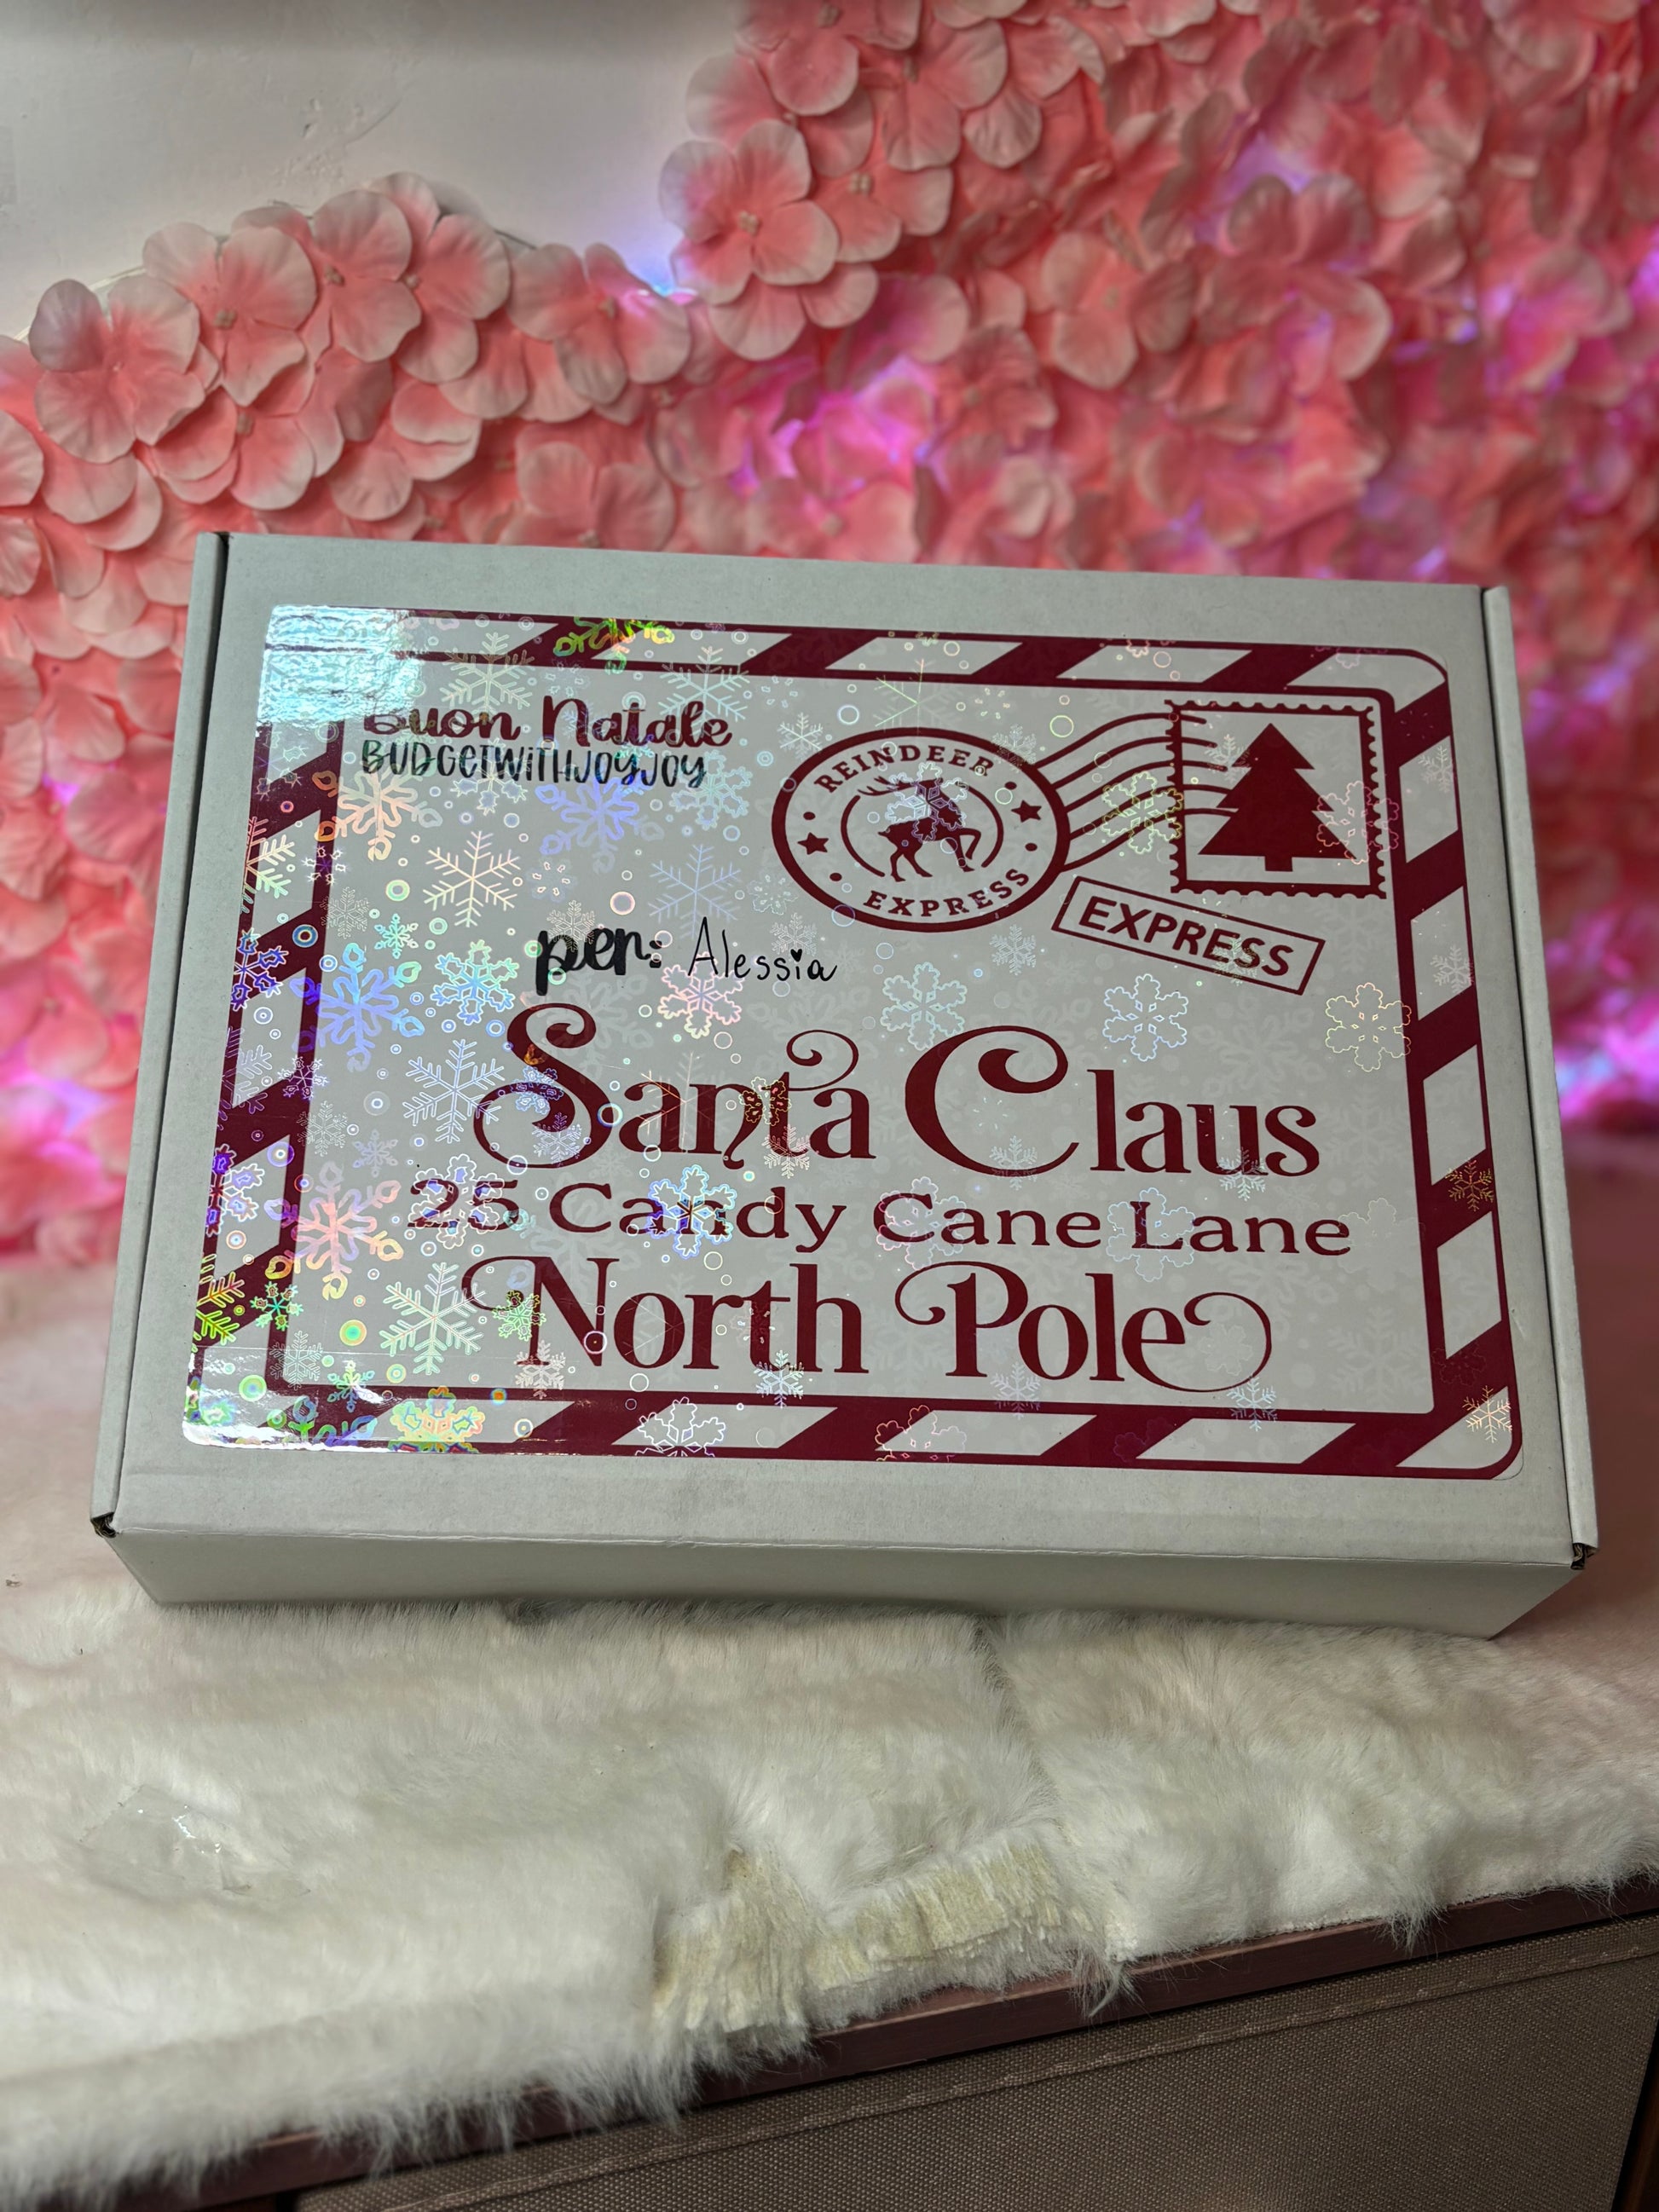 Buon Natale
BUDGETWITHJOYJOY
REINDEER
EXPRESS
EXPRESS
per: Alessia
Santa Claus
25 Candy Cane Lane
North Pole